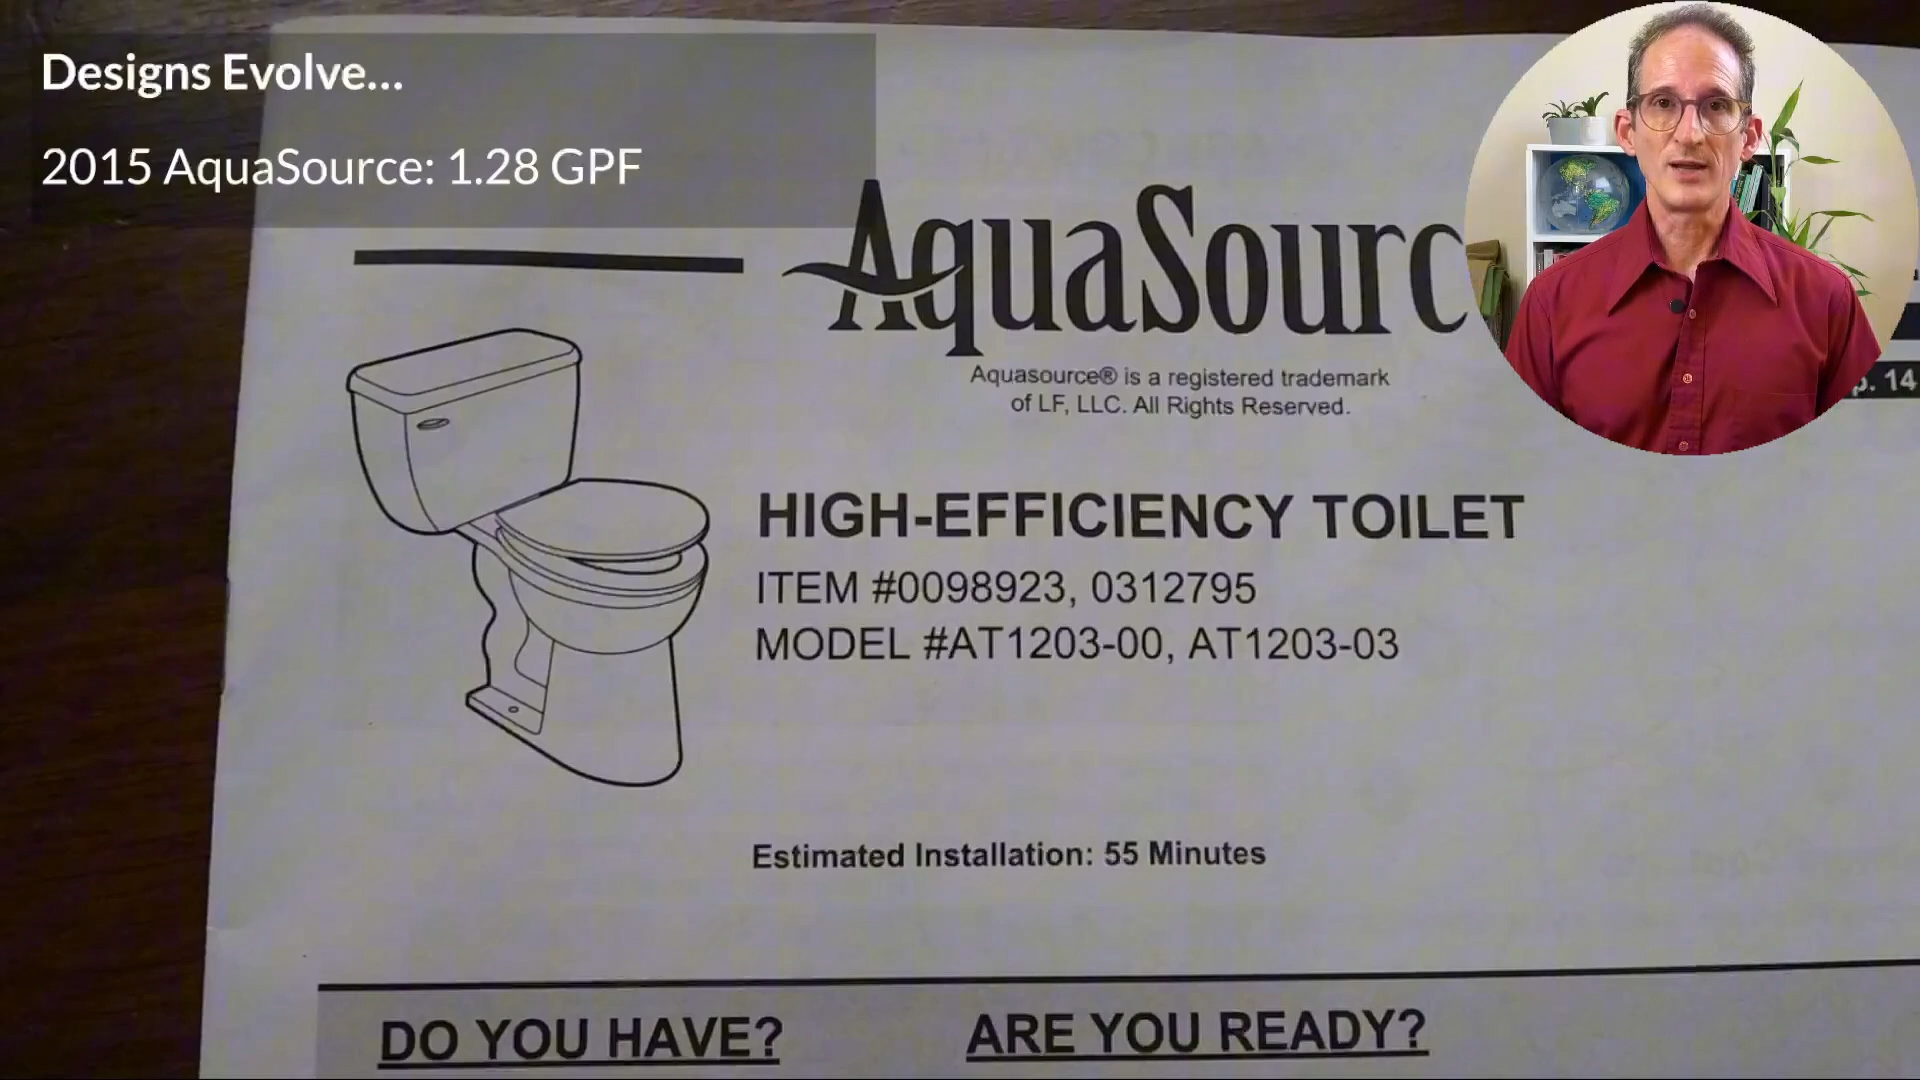 Designs Evolve...
2015 AquaSource: 1.28 GPF
AquaSourc
p. 14
Aquasource® is a registered trademark
of LF, LLC. All Rights Reserved.
HIGH-EFFICIENCY TOILET
ITEM #0098923, 0312795
MODEL #AT1203-00, AT1203-03
Estimated Installation: 55 Minutes
DO YOU HAVE?
ARE YOU READY?